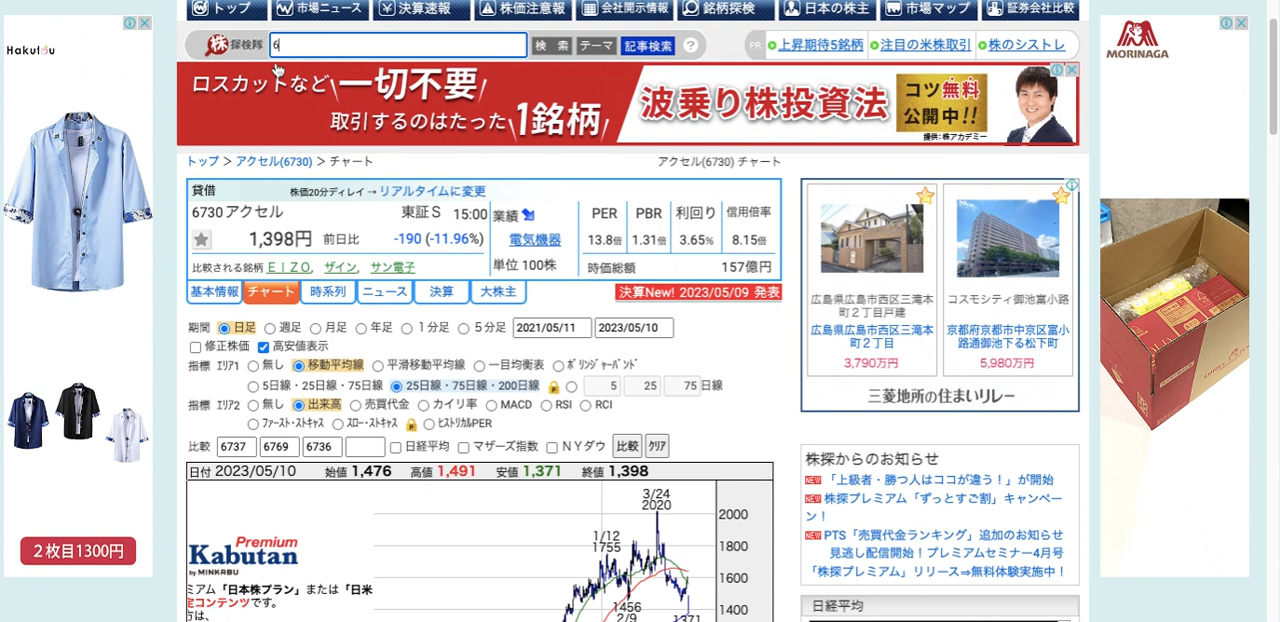 トップ 市場ニュース 決算速報 株価注意報 会社開示情報 銘柄探検 日本の株主 市場マップ 証券会社比較
株探検隊 6 検 索 テーマ 記事検索 ? PR 上昇期待5銘柄 注目の米株取引 株のシストレ
Hakutou
ロスカットなど一切不要
取引するのはたった1銘柄
波乗り株投資法
コツ無料
公開中!!
提供:株アカデミー
MORINAGA
トップ > アクセル(6730) > チャート
アクセル(6730) チャート
貸借 株価20分ディレイ → リアルタイムに変更
6730 アクセル 東証S 15:00 業績
1,398円 前日比 -190 (-11.96%) 電気機器
比較される銘柄 EIZO, ザイン, サン電子 単位 100株
PER PBR 利回り 信用倍率
13.8倍 1.31倍 3.65% 8.15倍
時価総額 157億円
基本情報 チャート 時系列 ニュース 決算 大株主 決算New! 2023/05/09 発表
期間 日足 週足 月足 年足 1分足 5分足 2021/05/11 2023/05/10
修正株価 高安値表示
指標 エリア1 無し 移動平均線 平滑移動平均線 一目均衡表 ボリンジャーバンド
5日線・25日線・75日線 25日線・75日線・200日線 5 25 75 日線
指標 エリア2 無し 出来高 売買代金 カイリ率 MACD RSI RCI
ファースト・ストキャス スロー・ストキャス ヒストリカルPER
比較 6737 6769 6736 日経平均 マザーズ指数 NYダウ 比較 クリア
日付 2023/05/10 始値 1,476 高値 1,491 安値 1,371 終値 1,398
3/24
2020
1/12
1755
1456
2/9
1371
2000
1800
1600
1400
Premium
Kabutan
by MINKABU
ミアム「日本株プラン」または「日米
定コンテンツです。
方は、
広島県広島市西区三滝本町2丁目戸建
広島県広島市西区三滝本町2丁目
3,790万円
コスモシティ御池富小路
京都府京都市中京区富小路通御池下る松下町
5,980万円
三菱地所の住まいリレー
株探からのお知らせ
NEW 「上級者・勝つ人はココが違う!」が開始
NEW 株探プレミアム「ずっとすご割」キャンペーン!
NEW PTS「売買代金ランキング」追加のお知らせ
見逃し配信開始!プレミアムセミナー4月号
「株探プレミアム」リリース⇒無料体験実施中!
日経平均
2枚目1300円